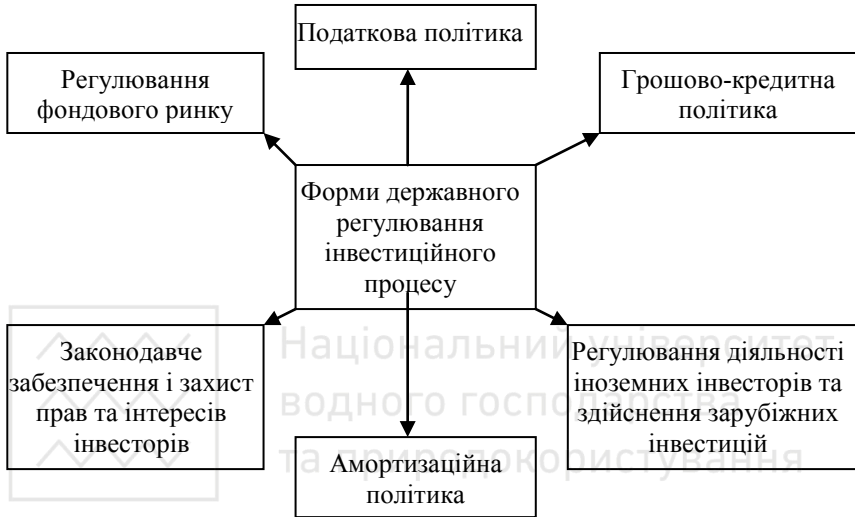 Податкова політика
Регулювання
фондового ринку
Грошово-кредитна
політика
Форми державного
регулювання
інвестиційного
процесу
Законодавче
забезпечення і захист
прав та інтересів
інвесторів
Регулювання діяльності
іноземних інвесторів та
здійснення зарубіжних
інвестицій
Амортизаційна
політика
Національний університет
водного господарства
та природокористування